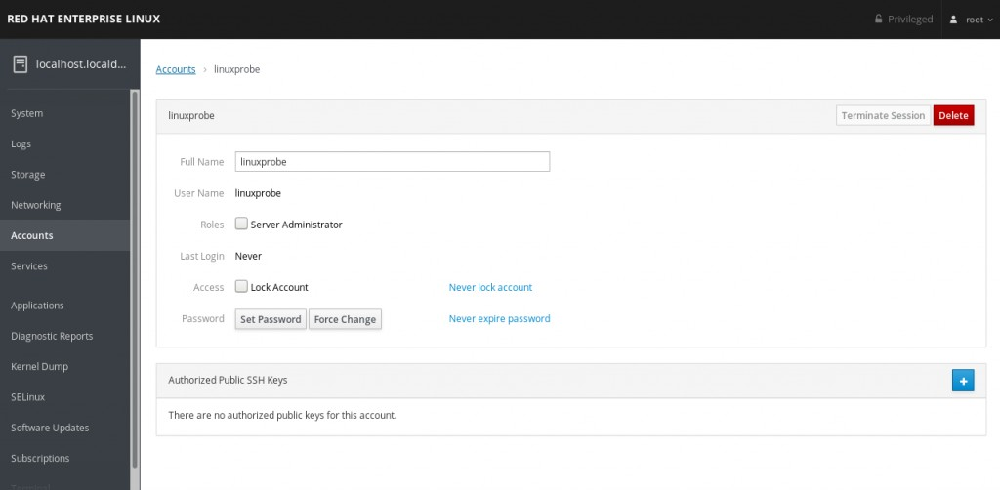 RED HAT ENTERPRISE LINUX
Privileged
root
localhost.locald...
Accounts › linuxprobe
System
Logs
Storage
Networking
Accounts
Services
Applications
Diagnostic Reports
Kernel Dump
SELinux
Software Updates
Subscriptions
Terminal
linuxprobe
Terminate Session
Delete
Full Name
linuxprobe
User Name
linuxprobe
Roles
Server Administrator
Last Login
Never
Access
Lock Account
Never lock account
Password
Set Password
Force Change
Never expire password
Authorized Public SSH Keys
+
There are no authorized public keys for this account.